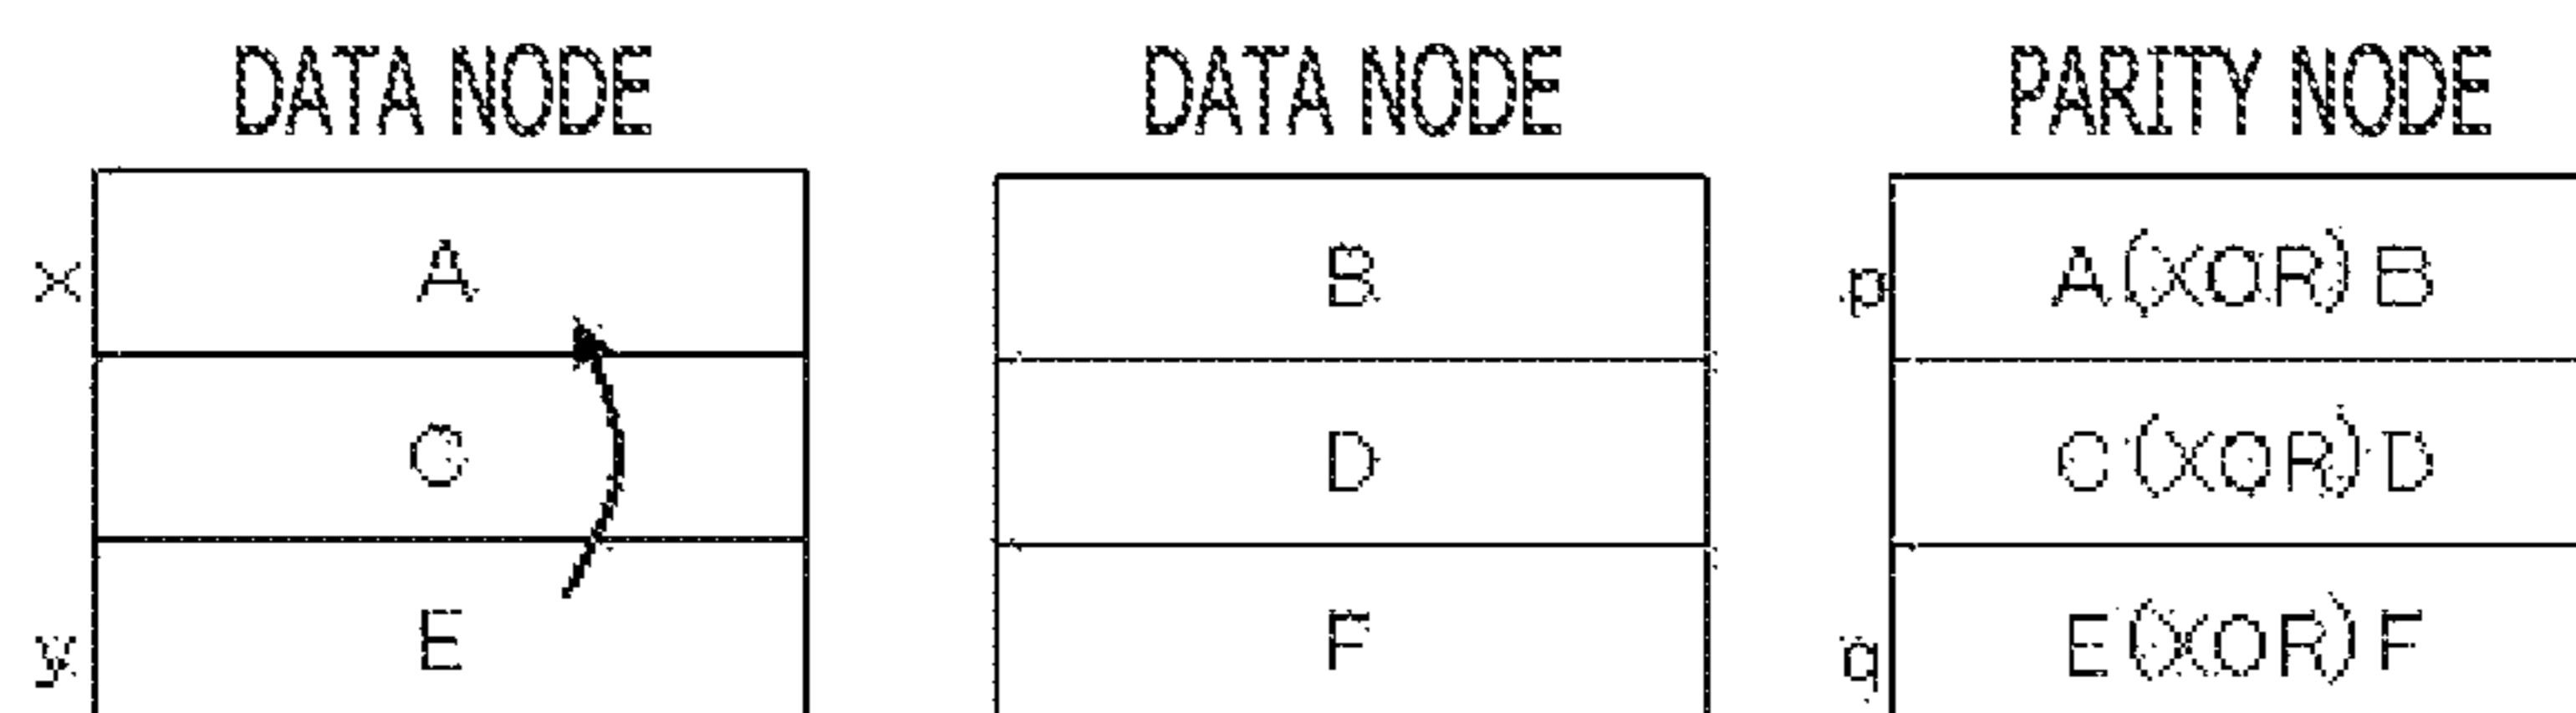 DATA NODE DATA NODE PARITY NODE
x A B p A(XOR)B
C D C(XOR)D
y E F q E(XOR)F